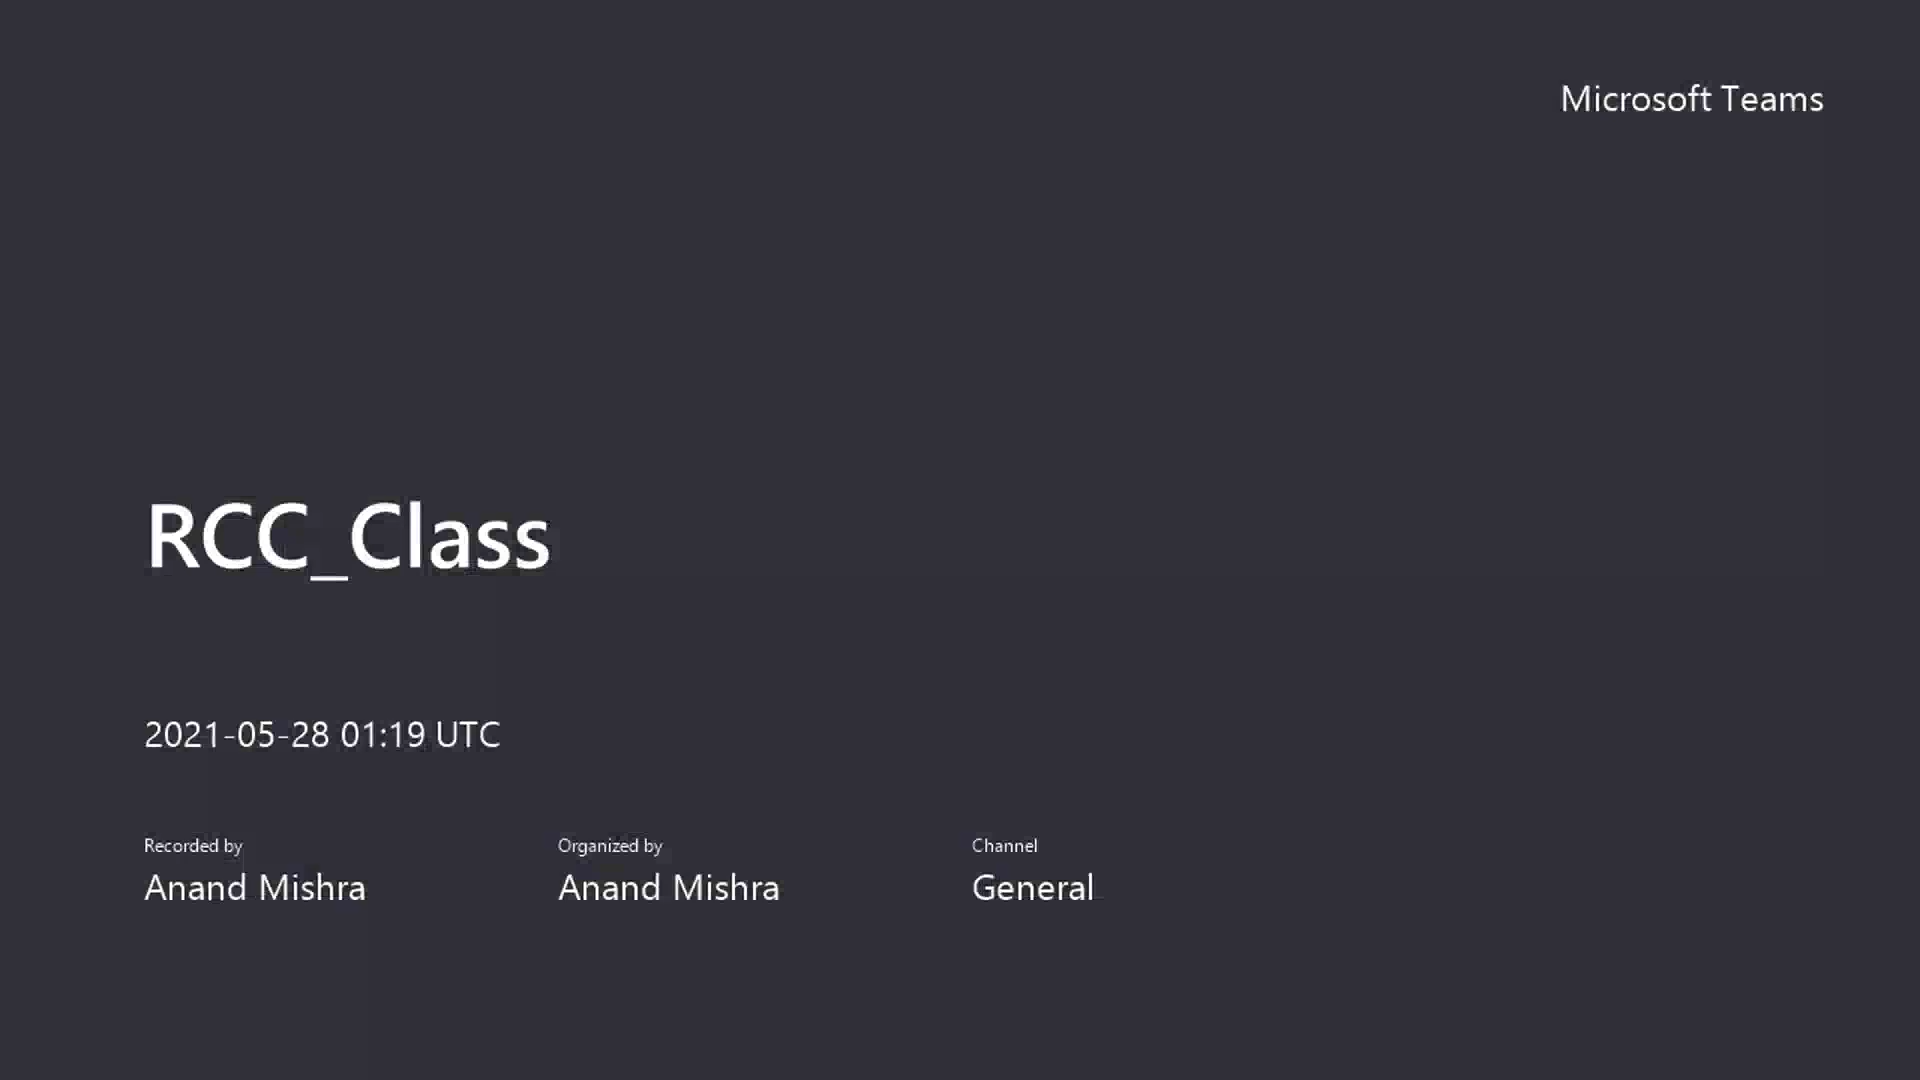 Microsoft Teams
RCC_Class
2021-05-28 01:19 UTC
Recorded by
Anand Mishra
Organized by
Anand Mishra
Channel
General